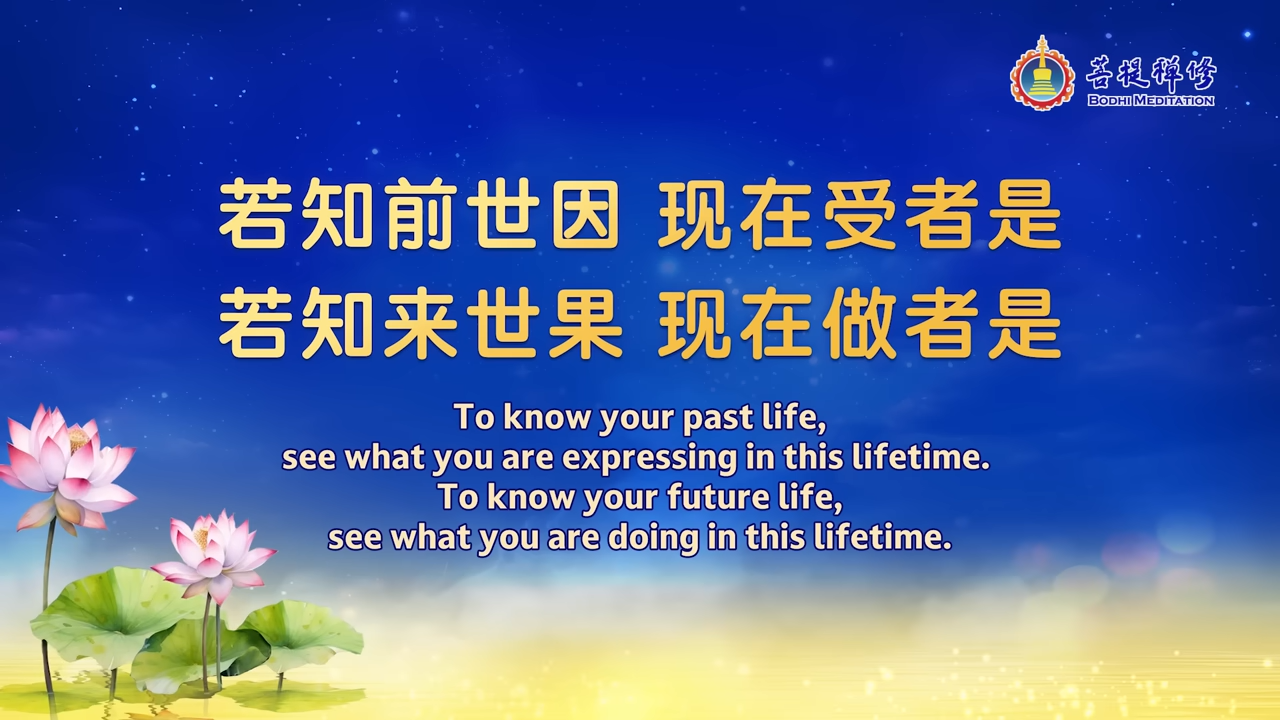 菩提禅修
BODHI MEDITATION
若知前世因 现在受者是
若知来世果 现在做者是
To know your past life,
see what you are expressing in this lifetime.
To know your future life,
see what you are doing in this lifetime.